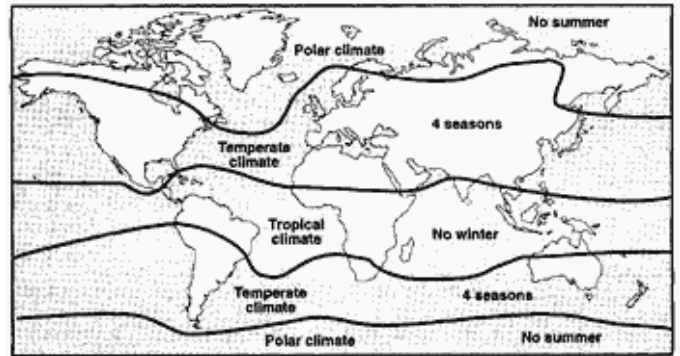 No summer
Polar climate
4 seasons
Temperate
climate
Tropical
climate
No winter
Temperate
climate
4 seasons
Polar climate
No summer